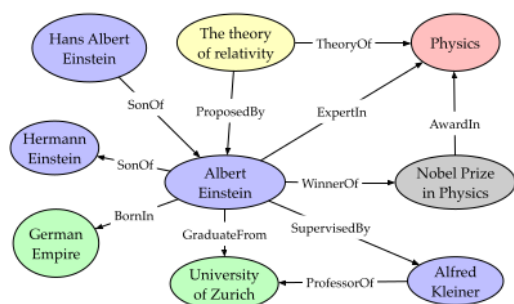 Hans Albert
Einstein
The theory
of relativity
TheoryOf
Physics
SonOf
ProposedBy
ExpertIn
AwardIn
Hermann
Einstein
SonOf
Albert
Einstein
WinnerOf
Nobel Prize
in Physics
BornIn
German
Empire
GraduateFrom
SupervisedBy
University
of Zurich
ProfessorOf
Alfred
Kleiner